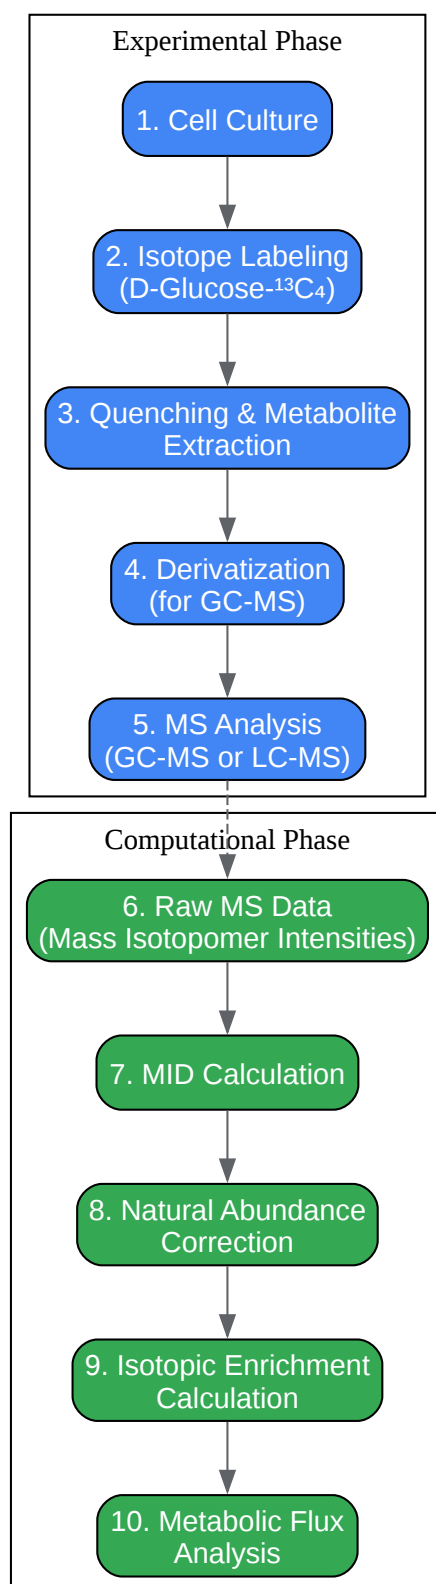 Experimental Phase
1. Cell Culture
2. Isotope Labeling
(D-Glucose-¹³C₄)
3. Quenching & Metabolite
Extraction
4. Derivatization
(for GC-MS)
5. MS Analysis
(GC-MS or LC-MS)
Computational Phase
6. Raw MS Data
(Mass Isotopomer Intensities)
7. MID Calculation
8. Natural Abundance
Correction
9. Isotopic Enrichment
Calculation
10. Metabolic Flux
Analysis